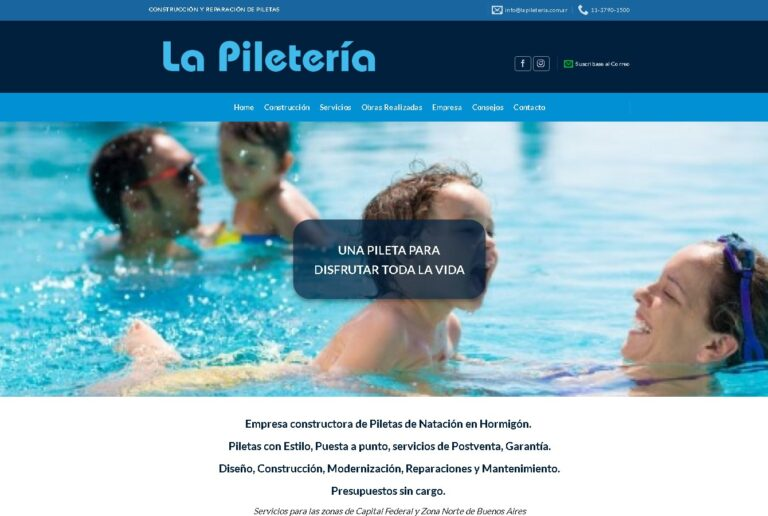 CONSTRUCCIÓN Y REPARACIÓN DE PILETAS
info@lapileteria.com.ar
11-3790-1500
La Piletería
Suscribase al Correo
Home Construcción Servicios Obras Realizadas Empresa Consejos Contacto
UNA PILETA PARA
DISFRUTAR TODA LA VIDA
Empresa constructora de Piletas de Natación en Hormigón.
Piletas con Estilo, Puesta a punto, servicios de Postventa, Garantía.
Diseño, Construcción, Modernización, Reparaciones y Mantenimiento.
Presupuestos sin cargo.
Servicios para las zonas de Capital Federal y Zona Norte de Buenos Aires